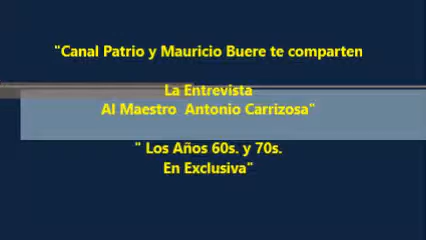 "Canal Patrio y Mauricio Buere te comparten
La Entrevista
Al Maestro Antonio Carrizosa"
" Los Años 60s. y 70s.
En Exclusiva"